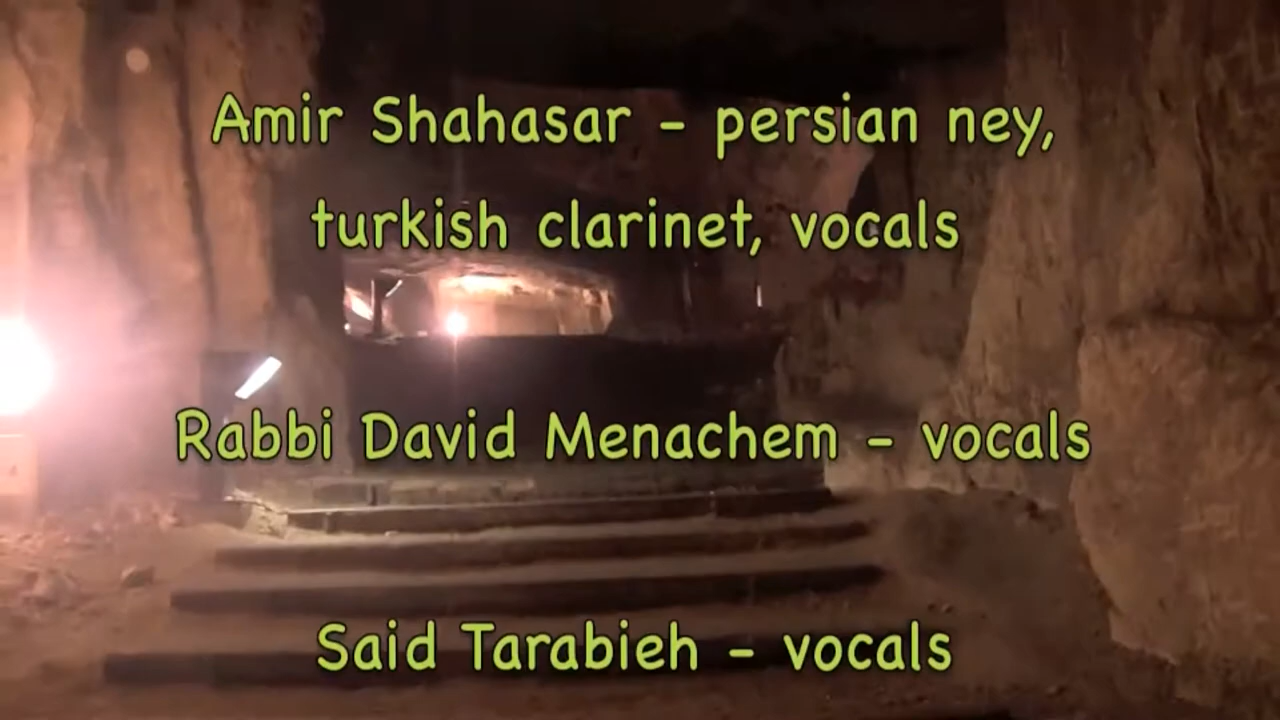 Amir Shahasar - persian ney,
turkish clarinet, vocals
Rabbi David Menachem - vocals
Said Tarabieh - vocals